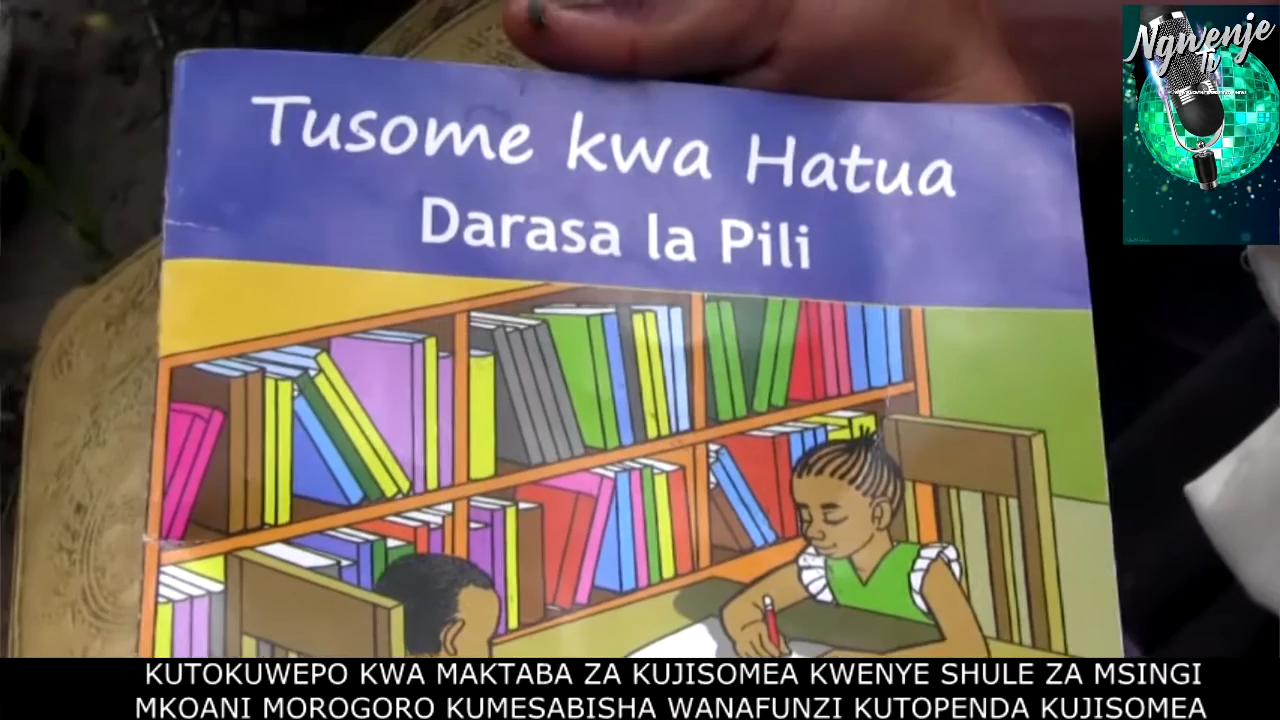 Tusome kwa Hatua
Darasa la Pili
Ngwenje
Tv
KUTOKUWEPO KWA MAKTABA ZA KUJISOMEA KWENYE SHULE ZA MSINGI
MKOANI MOROGORO KUMESABISHA WANAFUNZI KUTOPENDA KUJISOMEA